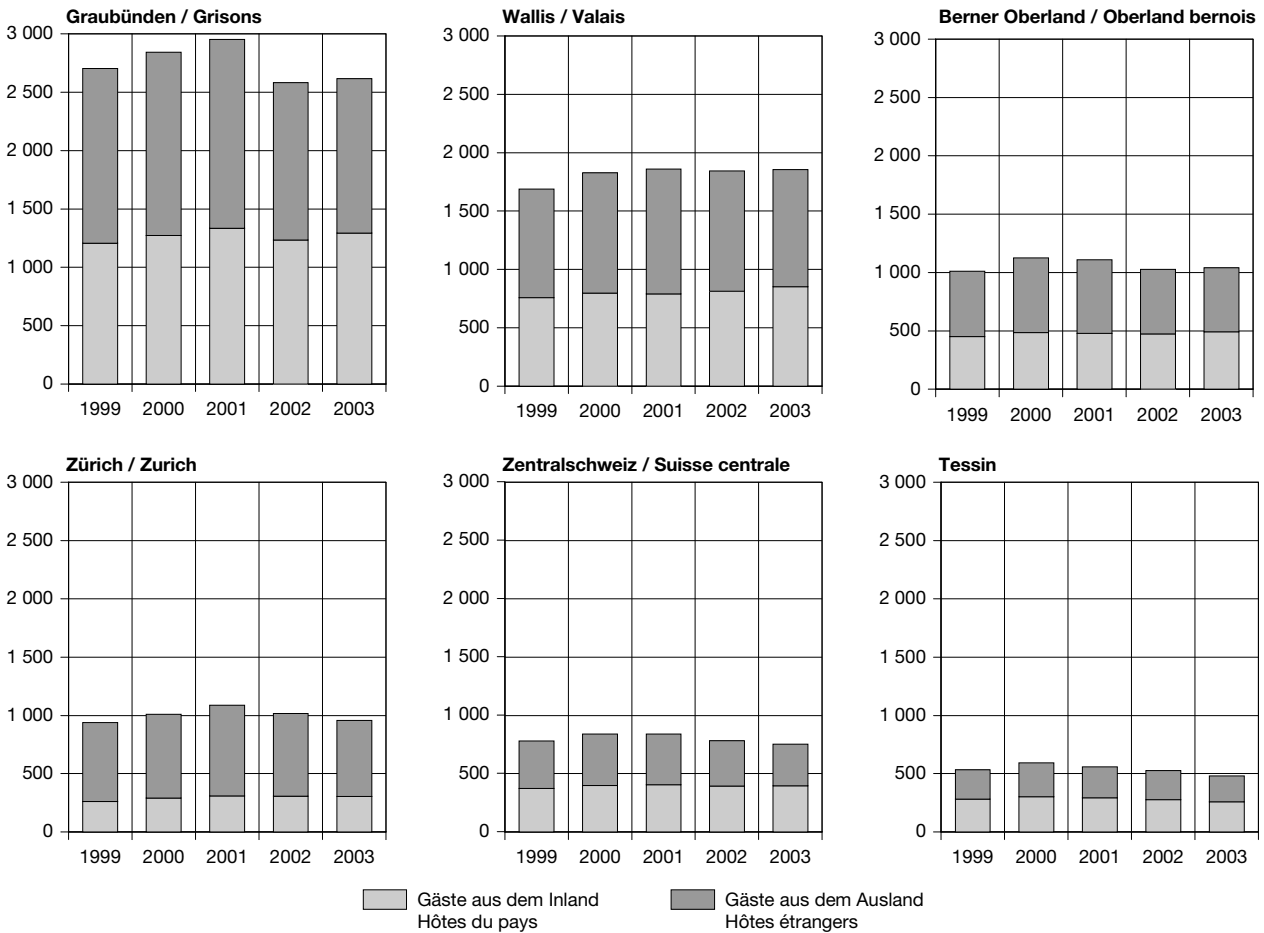 Graubünden / Grisons
3 000
2 500
2 000
1 500
1 000
500
0
1999 2000 2001 2002 2003
Wallis / Valais
3 000
2 500
2 000
1 500
1 000
500
0
1999 2000 2001 2002 2003
Berner Oberland / Oberland bernois
3 000
2 500
2 000
1 500
1 000
500
0
1999 2000 2001 2002 2003
Zürich / Zurich
3 000
2 500
2 000
1 500
1 000
500
0
1999 2000 2001 2002 2003
Zentralschweiz / Suisse centrale
3 000
2 500
2 000
1 500
1 000
500
0
1999 2000 2001 2002 2003
Tessin
3 000
2 500
2 000
1 500
1 000
500
0
1999 2000 2001 2002 2003
Gäste aus dem Inland
Hôtes du pays
Gäste aus dem Ausland
Hôtes étrangers